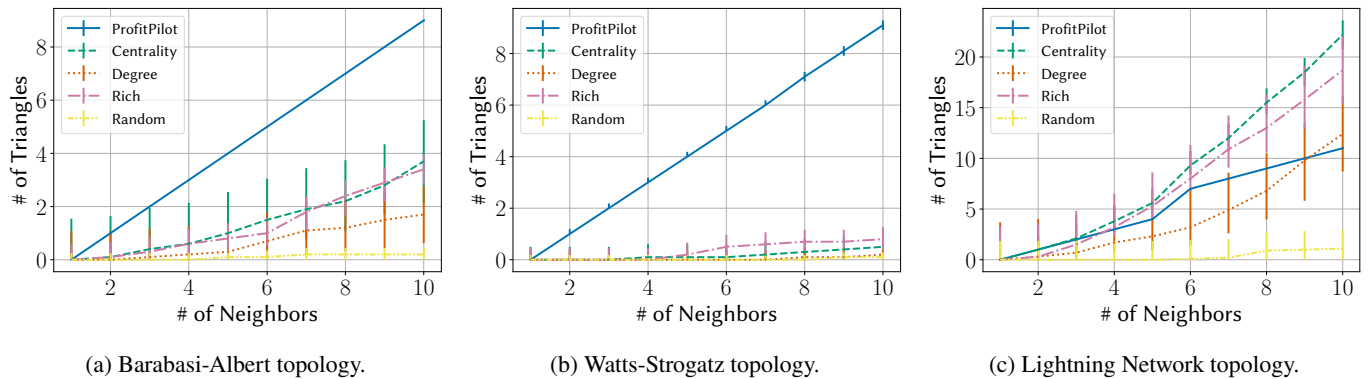 # of Triangles
8
6
4
2
0
ProfitPilot
Centrality
Degree
Rich
Random
2 4 6 8 10
# of Neighbors
(a) Barabasi-Albert topology.
# of Triangles
8
6
4
2
0
ProfitPilot
Centrality
Degree
Rich
Random
2 4 6 8 10
# of Neighbors
(b) Watts-Strogatz topology.
# of Triangles
20
15
10
5
0
ProfitPilot
Centrality
Degree
Rich
Random
2 4 6 8 10
# of Neighbors
(c) Lightning Network topology.